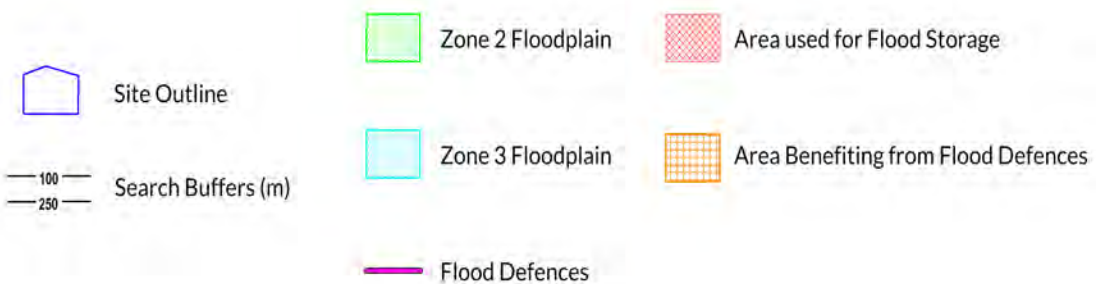 Site Outline
100
250
Search Buffers (m)
Zone 2 Floodplain
Zone 3 Floodplain
Flood Defences
Area used for Flood Storage
Area Benefiting from Flood Defences